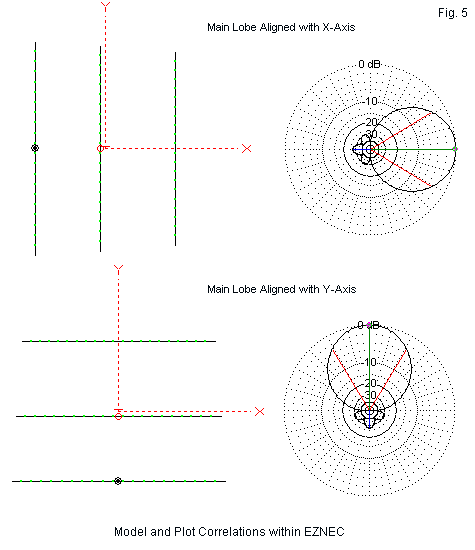 Fig. 5
Main Lobe Aligned with X-Axis
Y
X
0 dB
-10
-20
-30
Main Lobe Aligned with Y-Axis
Y
X
0 dB
-10
-20
-30
Model and Plot Correlations within EZNEC